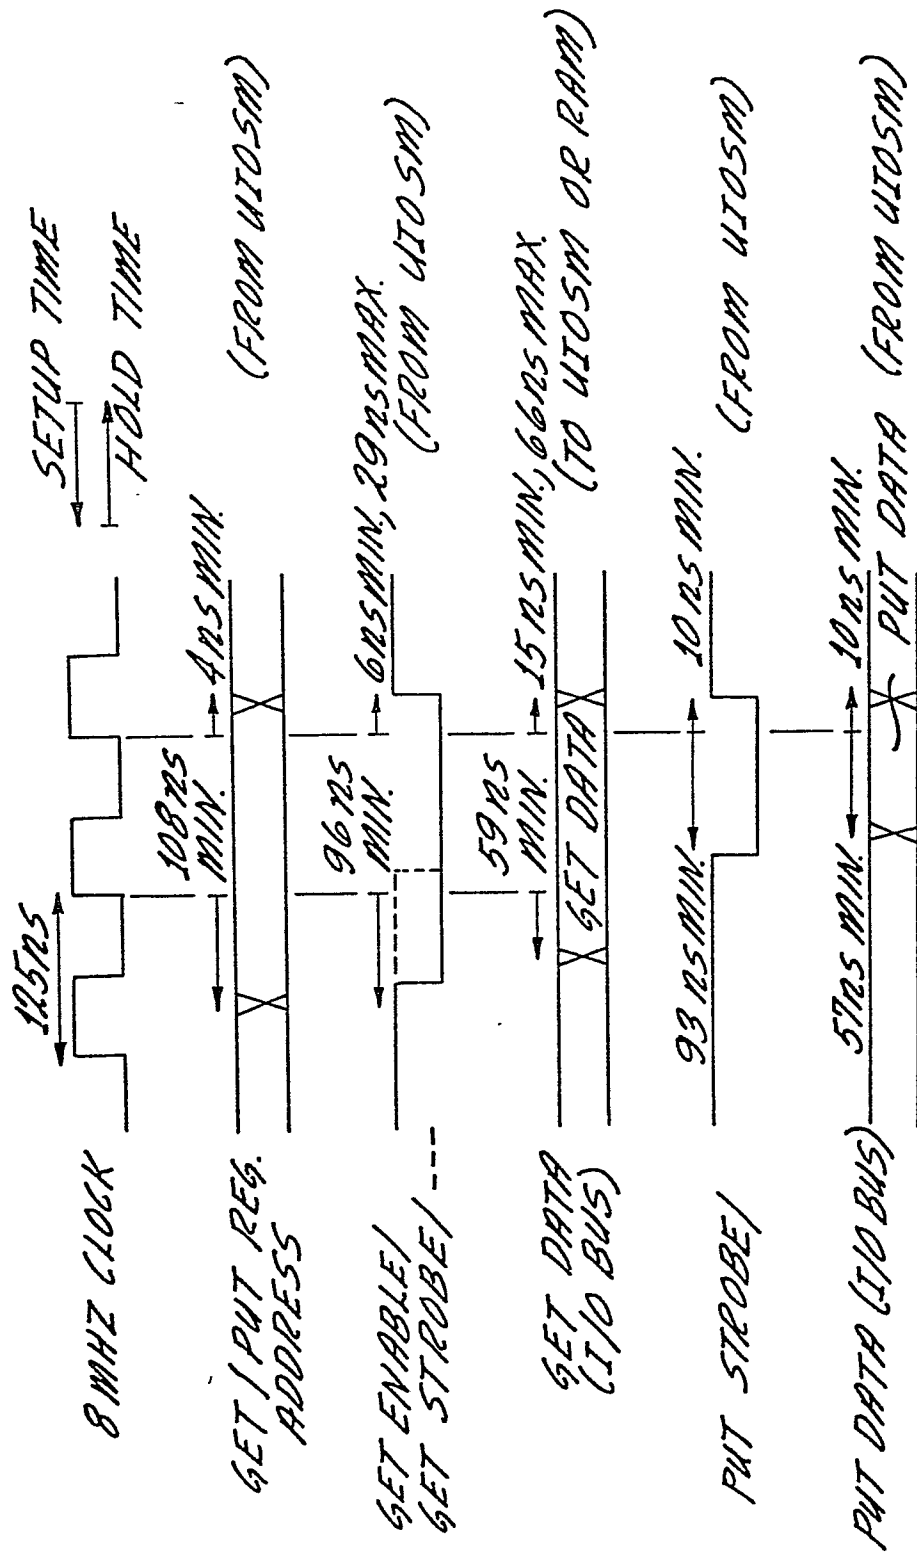 SETUP TIME
HOLD TIME
125ns
8 MHZ CLOCK
GET / PUT REG.
ADDRESS
108ns
MIN.
4ns MIN.
(FROM UIOSM)
GET ENABLE/
GET STROBE/ ---
96ns
MIN.
6ns MIN., 29ns MAX.
(FROM UIOSM)
GET DATA
(I/O BUS)
59ns
MIN.
GET DATA
15ns MIN., 66ns MAX.
(TO UIOSM OR RAM)
PUT STROBE/
93ns MIN.
10ns MIN.
(FROM UIOSM)
PUT DATA (I/O BUS)
57ns MIN.
10ns MIN.
PUT DATA
(FROM UIOSM)